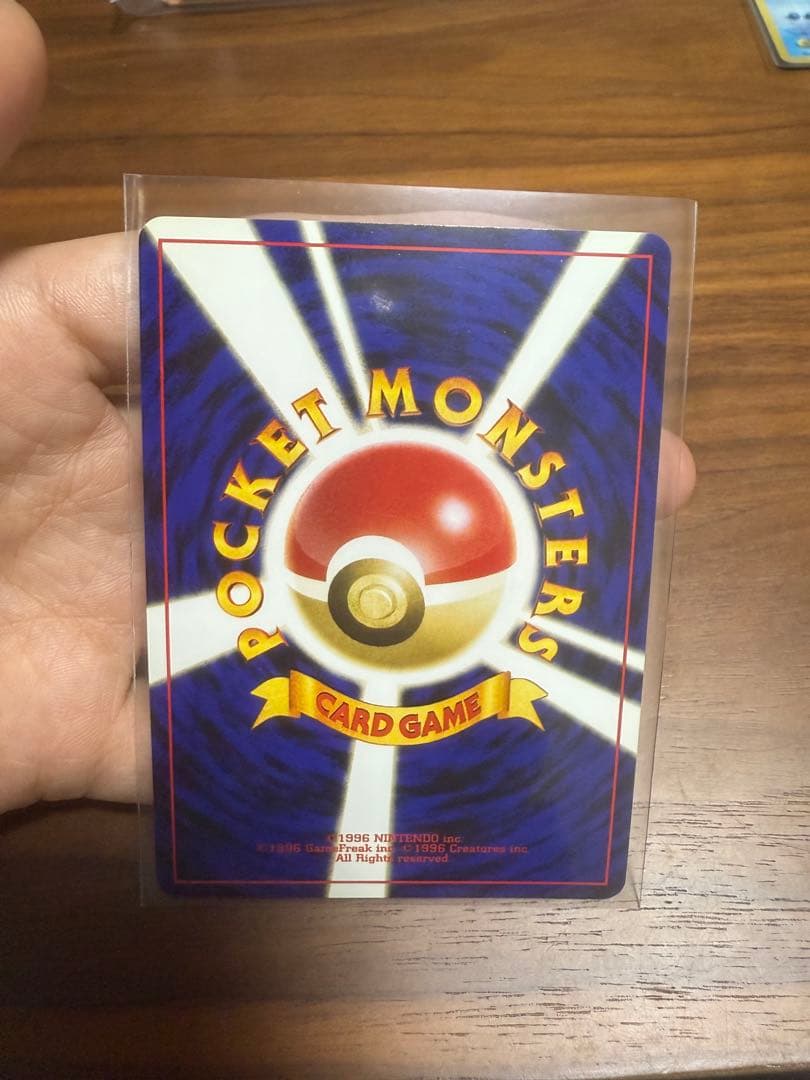 POCKET MONSTERS
CARD GAME
©1996 NINTENDO inc.
©1996 GameFreak inc. ©1996 Creatures inc.
All Rights reserved